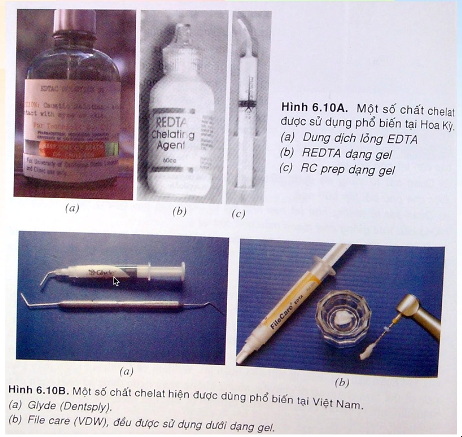 REDTA
Chelating
Agent
60cc
(a)
(b)
(c)
Hình 6.10A. Một số chất chelat
được sử dụng phổ biến tại Hoa Kỳ.
(a) Dung dịch lỏng EDTA
(b) REDTA dạng gel
(c) RC prep dạng gel
Glyde
FileCare EDTA
(a)
(b)
Hình 6.10B. Một số chất chelat hiện được dùng phổ biến tại Việt Nam.
(a) Glyde (Dentsply).
(b) File care (VDW), đều được sử dụng dưới dạng gel.